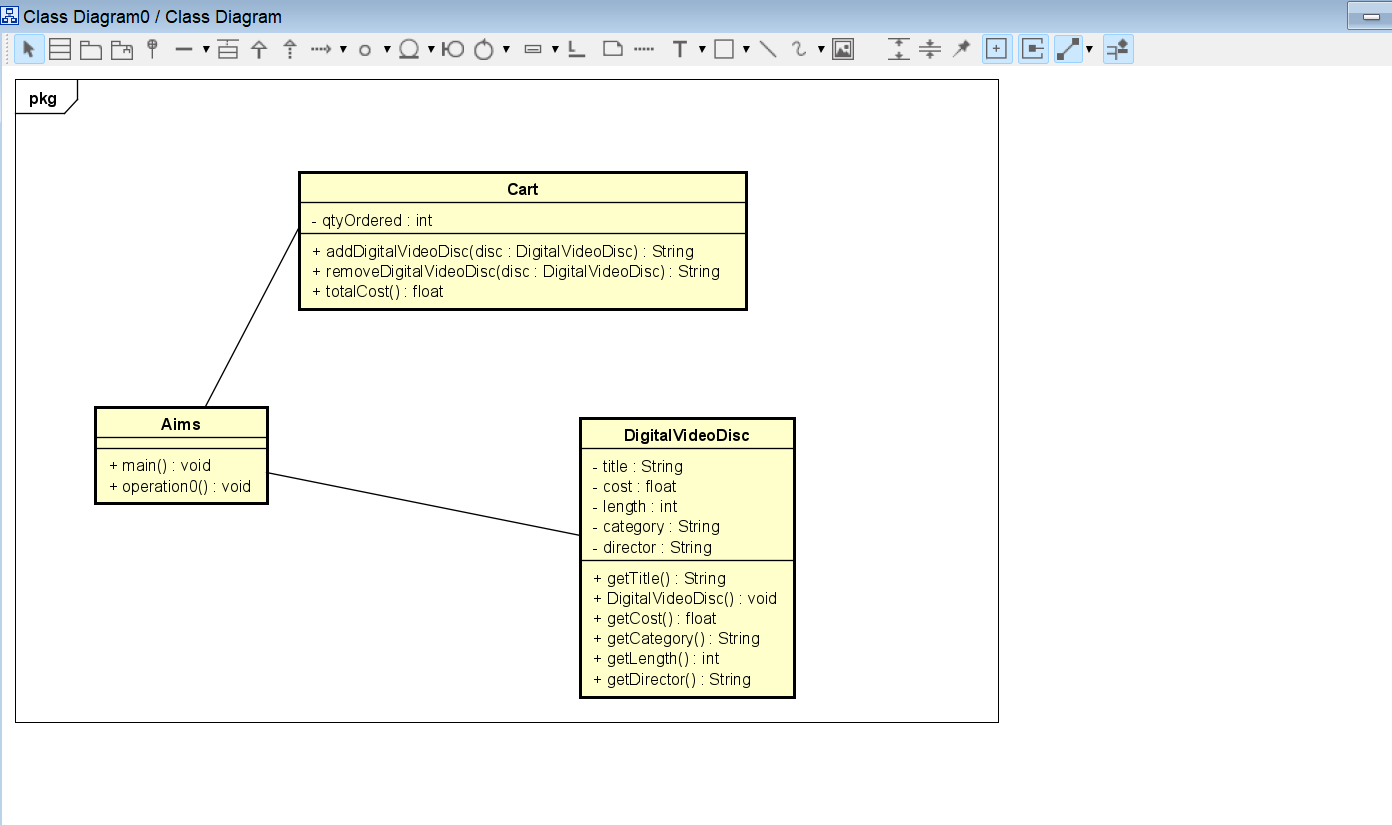 Class Diagram0 / Class Diagram
T
pkg
Cart
- qtyOrdered : int
+ addDigitalVideoDisc(disc : DigitalVideoDisc) : String
+ removeDigitalVideoDisc(disc : DigitalVideoDisc) : String
+ totalCost() : float
Aims
+ main() : void
+ operation0() : void
DigitalVideoDisc
- title : String
- cost : float
- length : int
- category : String
- director : String
+ getTitle() : String
+ DigitalVideoDisc() : void
+ getCost() : float
+ getCategory() : String
+ getLength() : int
+ getDirector() : String